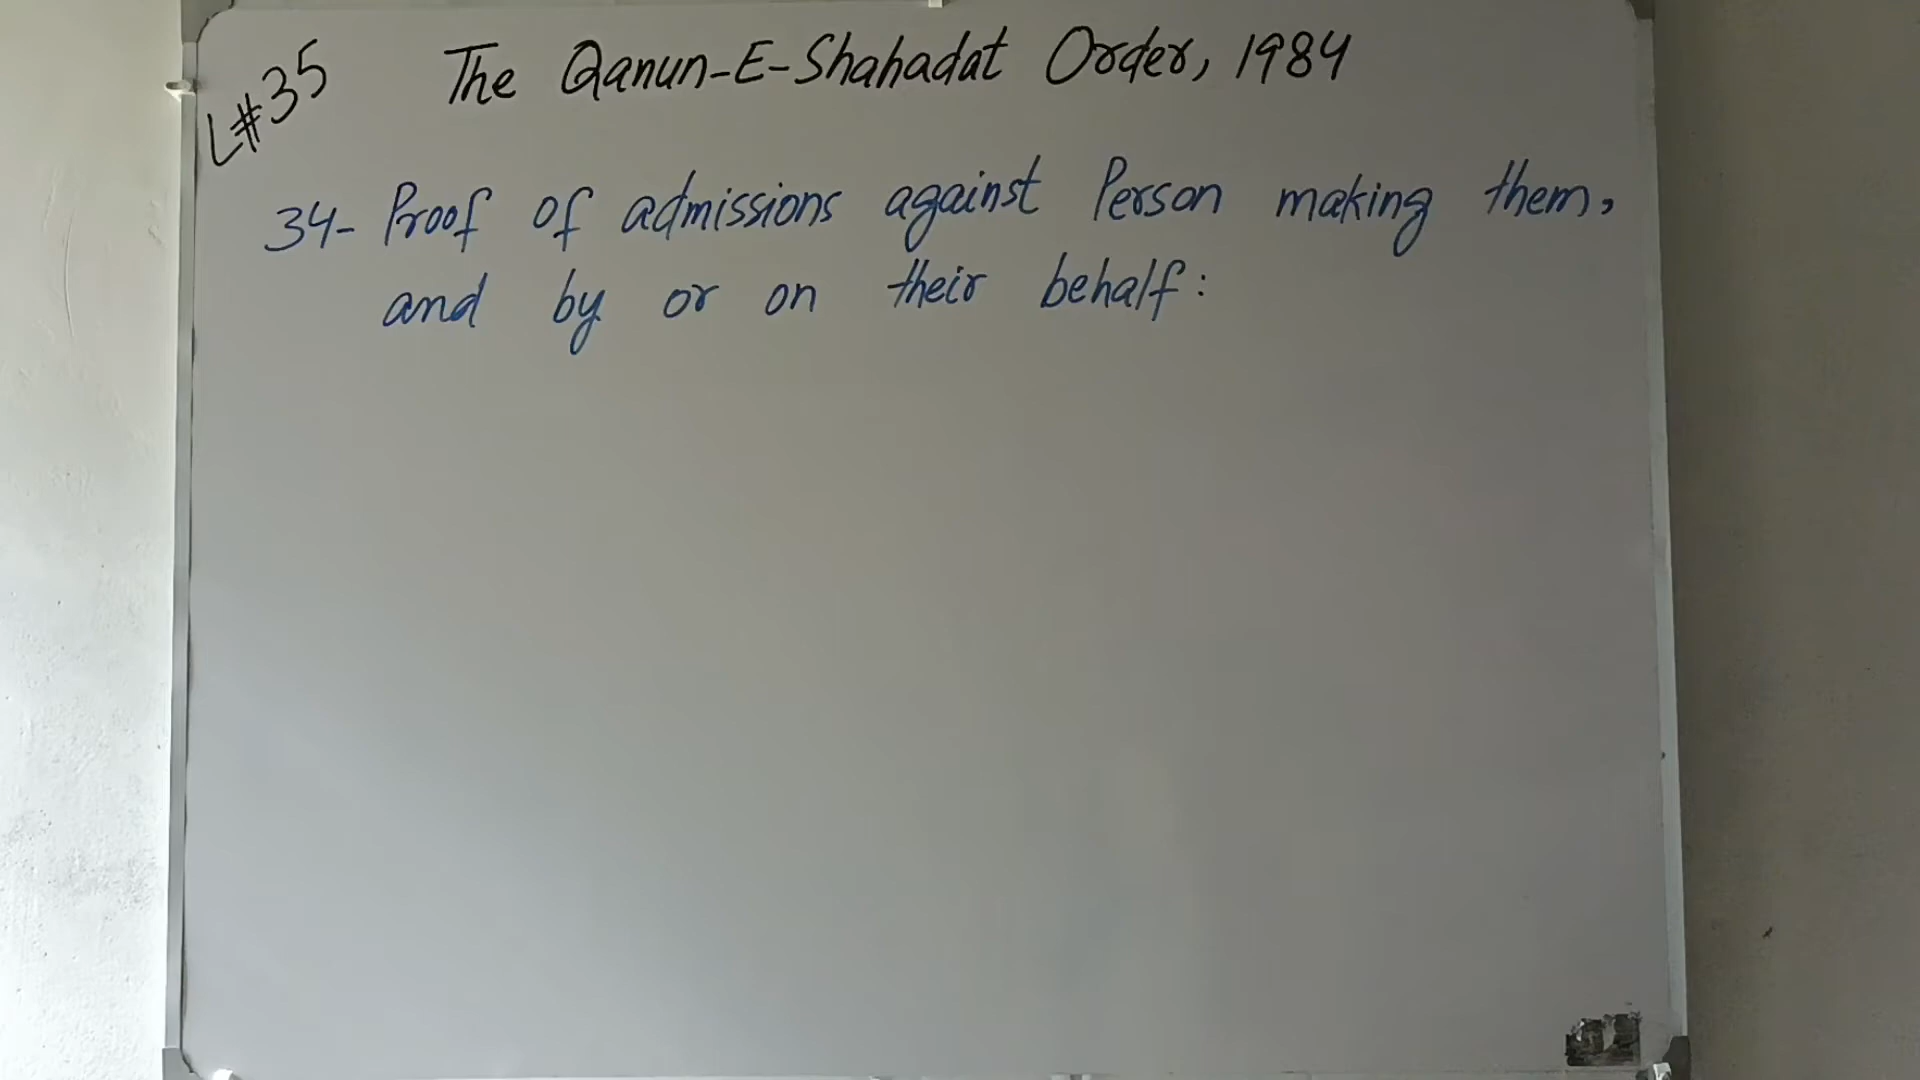 L#35
The Qanun-E-Shahadat Order, 1984
34- Proof of admissions against Person making them,
and by or on their behalf: